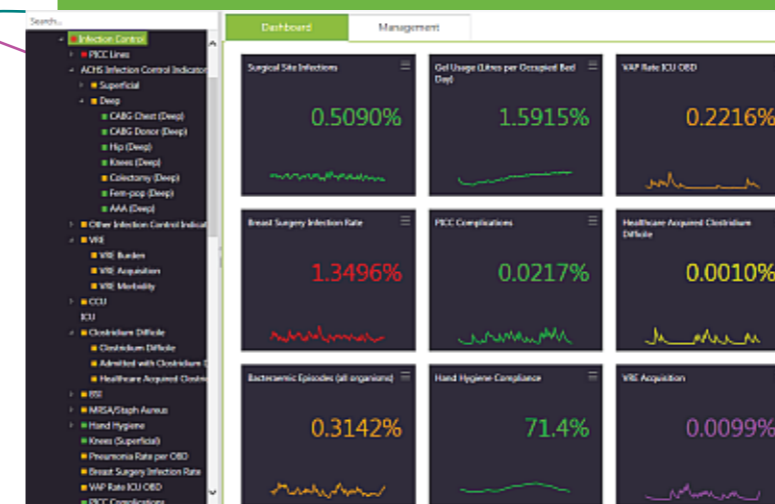 Search...
Infection Control
PICC Lines
ACHS Infection Control Indicator
Superficial
Deep
CABG Chest (Deep)
CABG Donor (Deep)
Hip (Deep)
Knees (Deep)
Colectomy (Deep)
Fem-pop (Deep)
AAA (Deep)
Other Infection Control Indicat
VRE
VRE Burden
VRE Acquisition
VRE Morbidity
CCU
ICU
Clostridium Difficile
Clostridium Difficile
Admitted with Clostridium D
Healthcare Acquired Clostri
BSI
MRSA/Staph Aureus
Hand Hygiene
Knees (Superficial)
Pneumonia Rate per OBD
Breast Surgery Infection Rate
VAP Rate ICU OBD
PICC Complications
Dashboard
Management
Surgical Site Infections
0.5090%
Gel Usage (Litres per Occupied Bed
Day)
1.5915%
VAP Rate ICU OBD
0.2216%
Breast Surgery Infection Rate
1.3496%
PICC Complications
0.0217%
Healthcare Acquired Clostridium
Difficile
0.0010%
Bacteraemic Episodes (all organisms)
0.3142%
Hand Hygiene Compliance
71.4%
VRE Acquisition
0.0099%